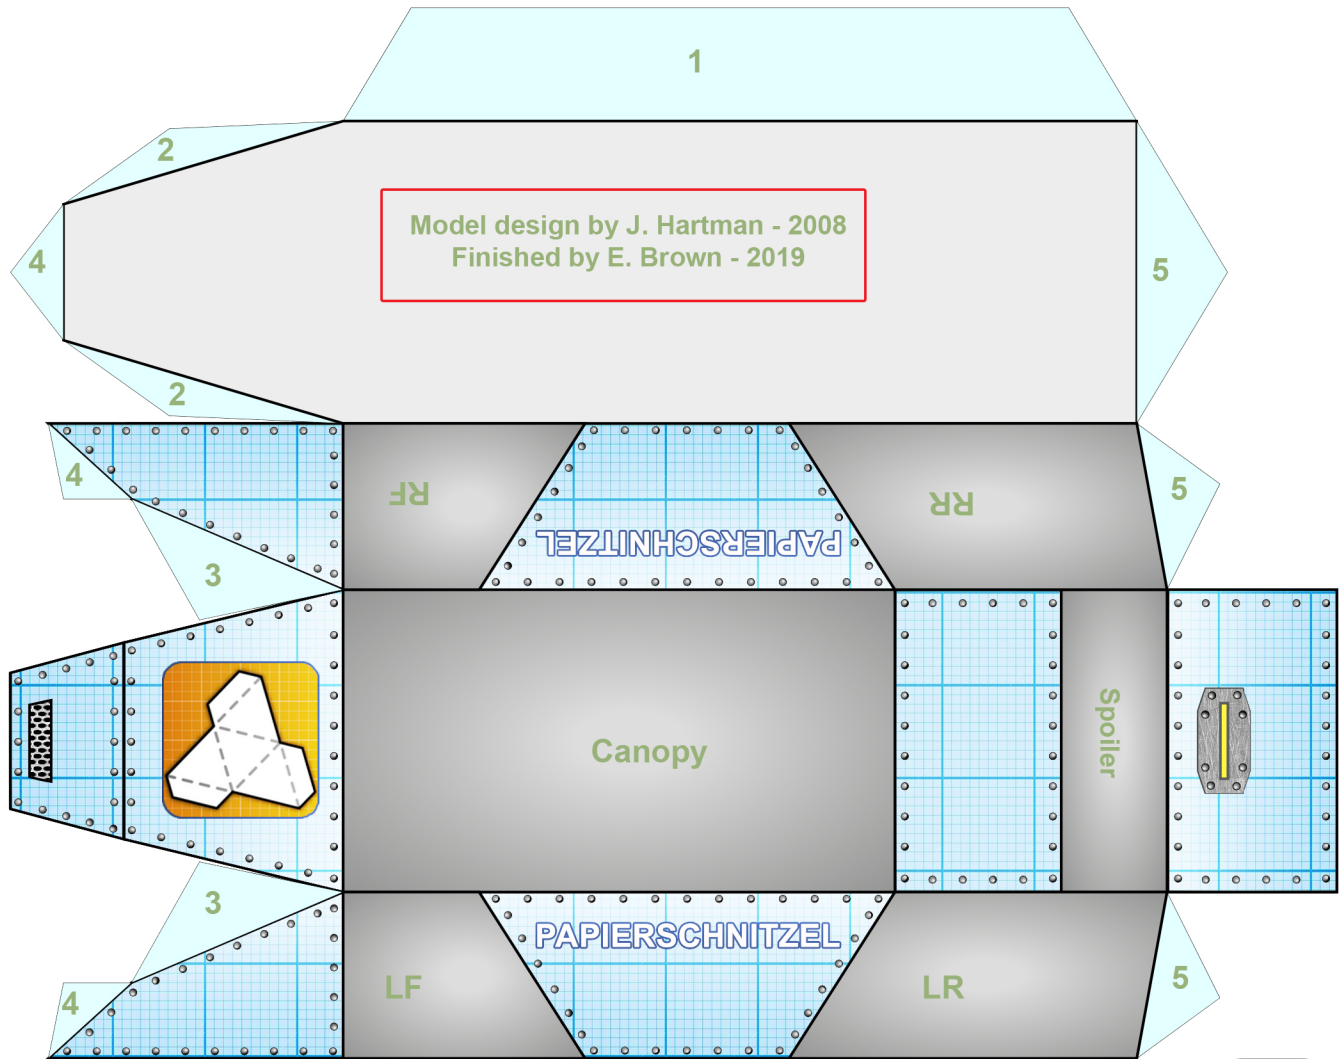 1
2
Model design by J. Hartman - 2008
Finished by E. Brown - 2019
4
5
2
4
RF
RR
5
PAPIERSCHNITZEL
3
Canopy
Spoiler
3
PAPIERSCHNITZEL
4
LF
LR
5